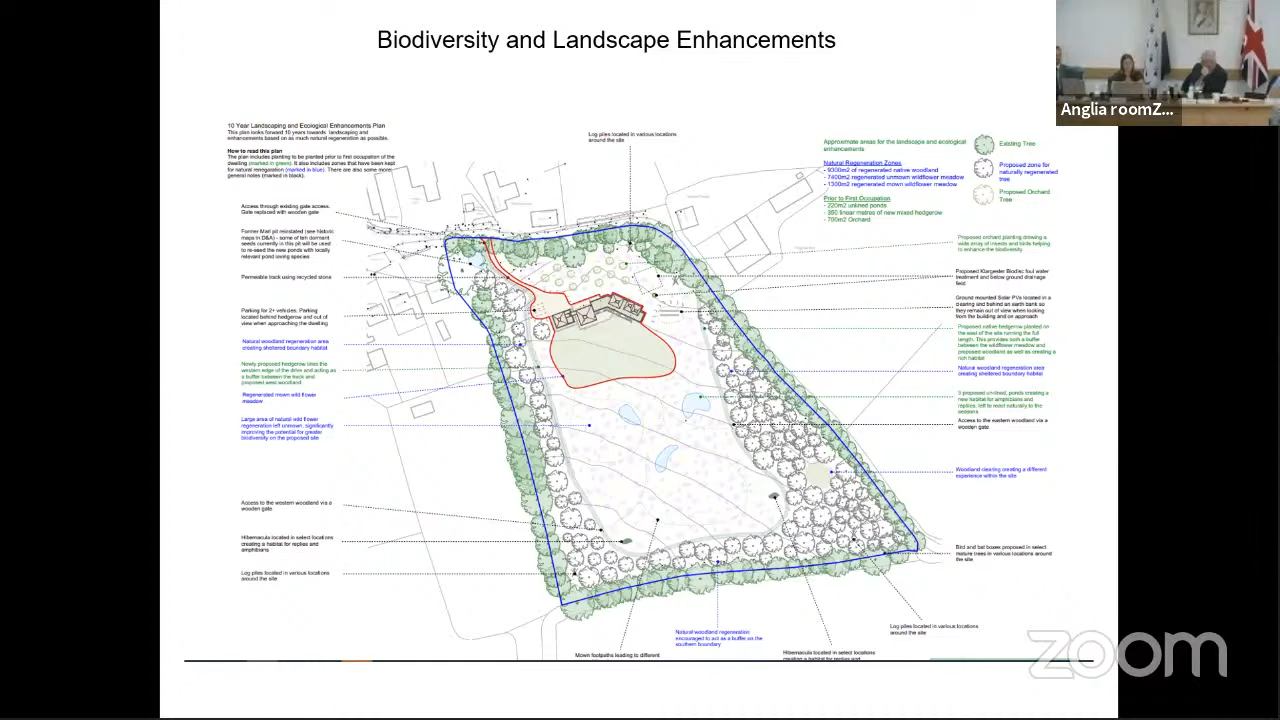 Biodiversity and Landscape Enhancements
Anglia roomZ...
10 Year Landscaping and Ecological Enhancements Plan
This plan looks forward 10 years towards landscaping and
enhancements based on as much natural regeneration as possible.
How to read this plan
The plan includes planting to be planted prior to first occupation of the
dwelling (marked in green). It also includes zones that have been kept
for natural renegaration (marked in blue). There are also some more
general notes (marked in black).
Log piles located in various locations
around the site
Approximate areas for the landscape and ecological
enhancements
Natural Regeneration Zones
- 9300m2 of regenerated native woodland
- 7400m2 regenerated unmown wildflower meadow
- 1300m2 regenerated mown wildflower meadow
Prior to First Occupation
- 220m2 unlined ponds
- 350 linear metres of new mixed hedgerow
- 700m2 Orchard
Existing Tree
Proposed zone for
naturally regenerated
tree
Proposed Orchard
Tree
Access through existing gate access.
Gate replaced with wooden gate
Former Marl pit reinstated (see historic
maps in D&A) - some of teh dormant
seeds currently in this pit will be used
to re-seed the new ponds with locally
relevant pond loving species
Permeable track using recycled stone
Parking for 2+ vehicles. Parking
located behind hedgerow and out of
view when approaching the dwelling
Natural woodland regeneration area
creating sheltered boundary habitat
Newly proposed hedgerow lines the
western edge of the drive and acting as
a buffer between the track and
proposed west woodland
Regenerated mown wild flower
meadow
Large area of natural wild flower
regeneration left unmown, significantly
improving the potential for greater
biodiversity on the proposed site
Access to the western woodland via a
wooden gate
Hibernacula located in select locations
creating a habitat for replies and
amphibians
Log piles located in various locations
around the site
Proposed orchard planting drawing a
wide array of insects and birds helping
to enhance the biodiversity
Proposed Klargester Biodisc foul water
treatment and below ground drainage
field
Ground mounted Solar PVs located in a
clearing and behind an earth bank so
they remain out of view when looking
from the building and on approach
Proposed native hedgerow planted on
the east of the site running the full
length. This provides both a buffer
between the wildflower meadow and
proposed woodland as well as creating a
rich habitat
Natural woodland regeneration area
creating sheltered boundary habitat
3 proposed un-lined, ponds creating a
new habitat for amphibians and
replies, left to react naturally to the
seasons
Access to the eastern woodland via a
wooden gate
Woodland clearing creating a different
experience within the site
Bird and bat boxes proposed in select
mature trees in various locations around
the site
Log piles located in various locations
around the site
Natural woodland regeneration
encouraged to act as a buffer on the
southern boundary
Mown footpaths leading to different
Hibernacula located in select locations
creating a habitat for replies and
zoom